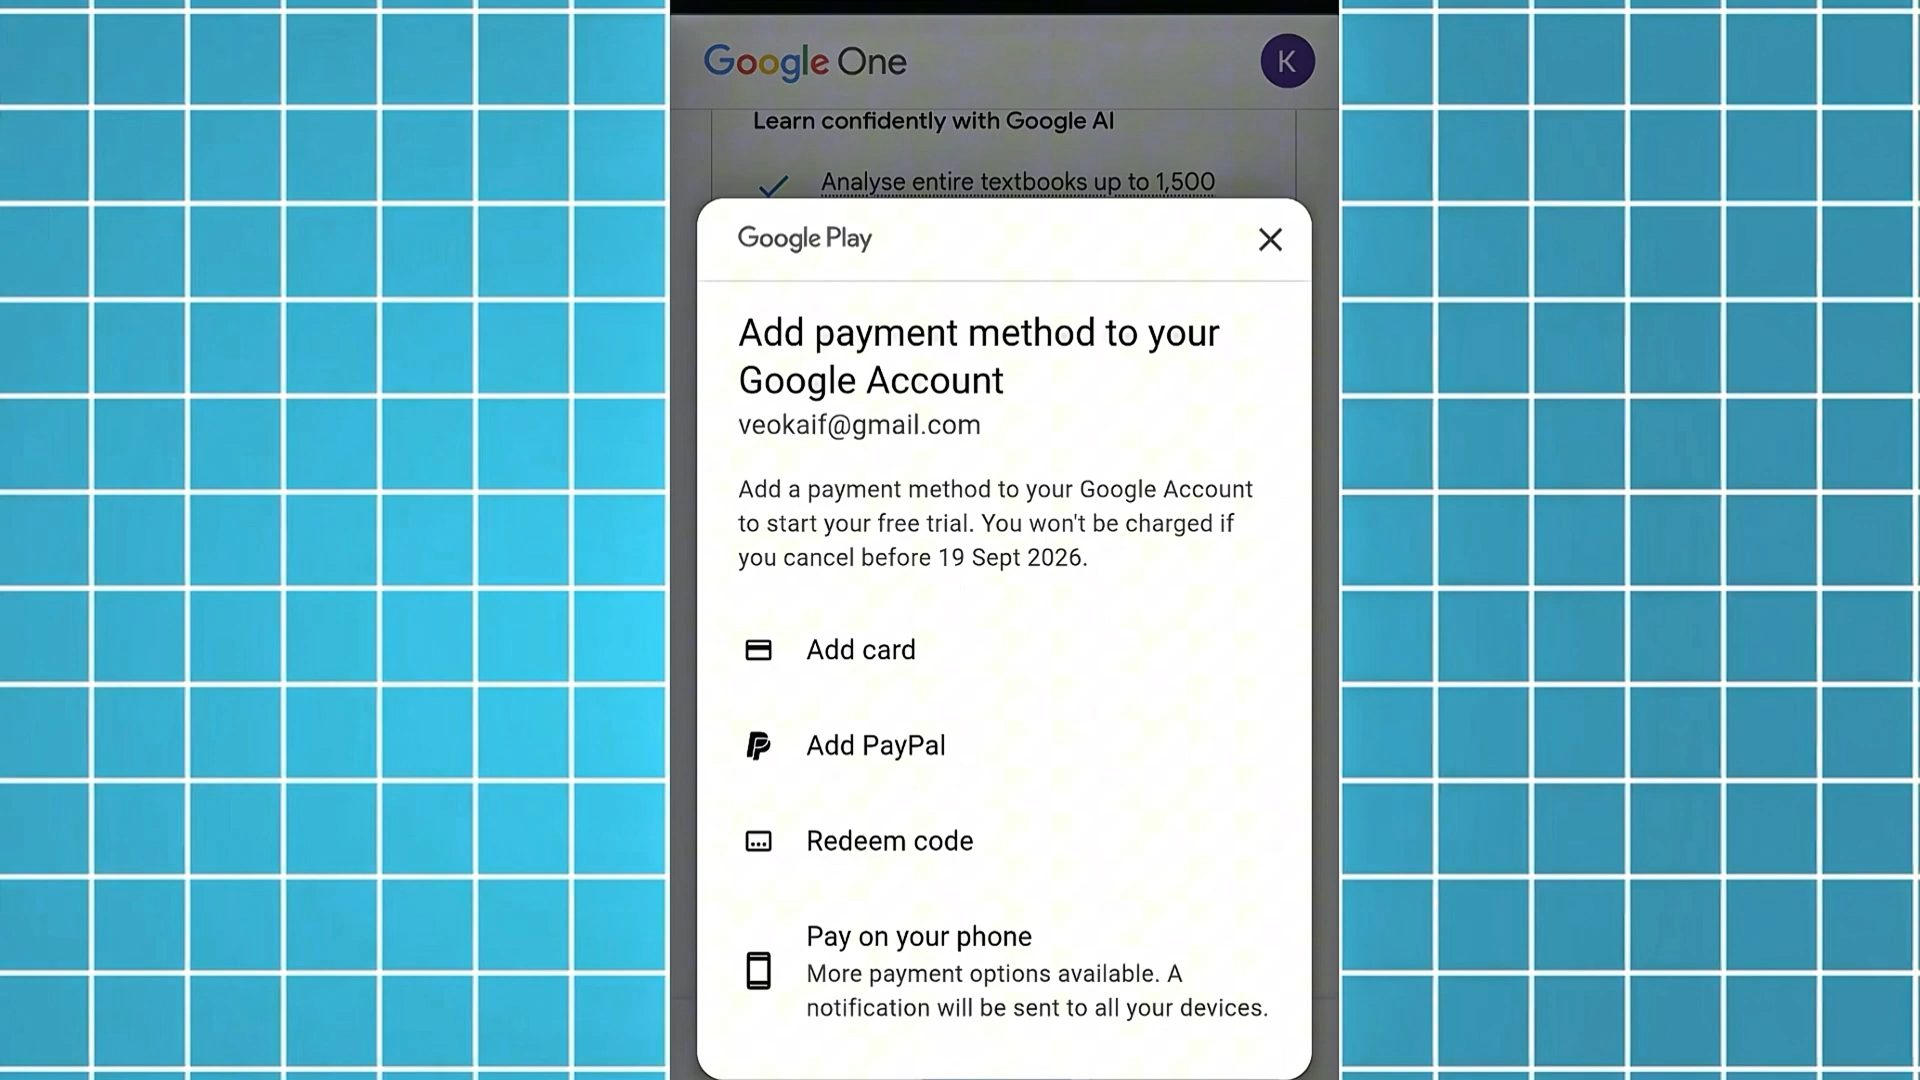 Google One
K
Learn confidently with Google AI
Analyse entire textbooks up to 1,500
Google Play
Add payment method to your
Google Account
veokaif@gmail.com
Add a payment method to your Google Account
to start your free trial. You won't be charged if
you cancel before 19 Sept 2026.
Add card
Add PayPal
Redeem code
Pay on your phone
More payment options available. A
notification will be sent to all your devices.